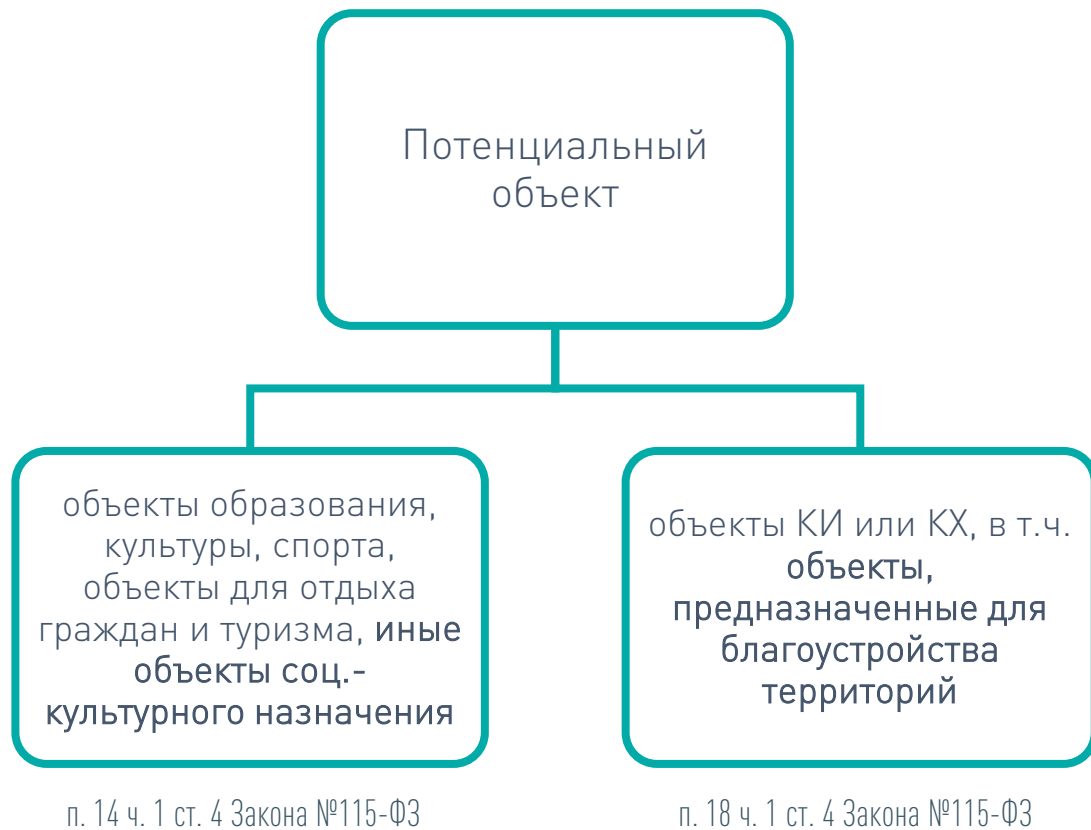 Потенциальный
объект
объекты образования,
культуры, спорта,
объекты для отдыха
граждан и туризма, иные
объекты соц.-
культурного назначения
объекты КИ или КХ, в т.ч.
объекты,
предназначенные для
благоустройства
территорий
п. 14 ч. 1 ст. 4 Закона №115-ФЗ
п. 18 ч. 1 ст. 4 Закона №115-ФЗ